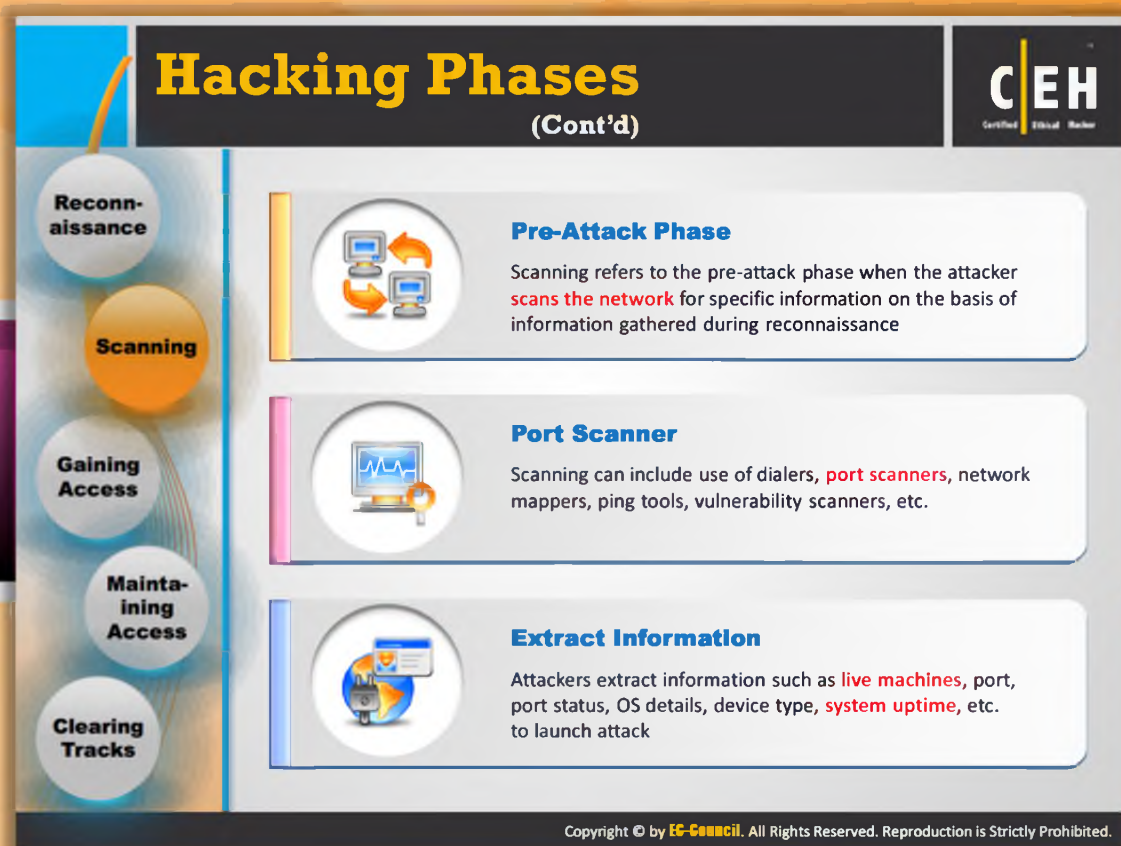 Hacking Phases
(Cont'd)
C EH
Certified Ethical Hacker
Reconn-
aissance
Scanning
Gaining
Access
Mainta-
ining
Access
Clearing
Tracks
Pre-Attack Phase
Scanning refers to the pre-attack phase when the attacker
scans the network for specific information on the basis of
information gathered during reconnaissance
Port Scanner
Scanning can include use of dialers, port scanners, network
mappers, ping tools, vulnerability scanners, etc.
Extract Information
Attackers extract information such as live machines, port,
port status, OS details, device type, system uptime, etc.
to launch attack
Copyright © by EC-Council. All Rights Reserved. Reproduction is Strictly Prohibited.